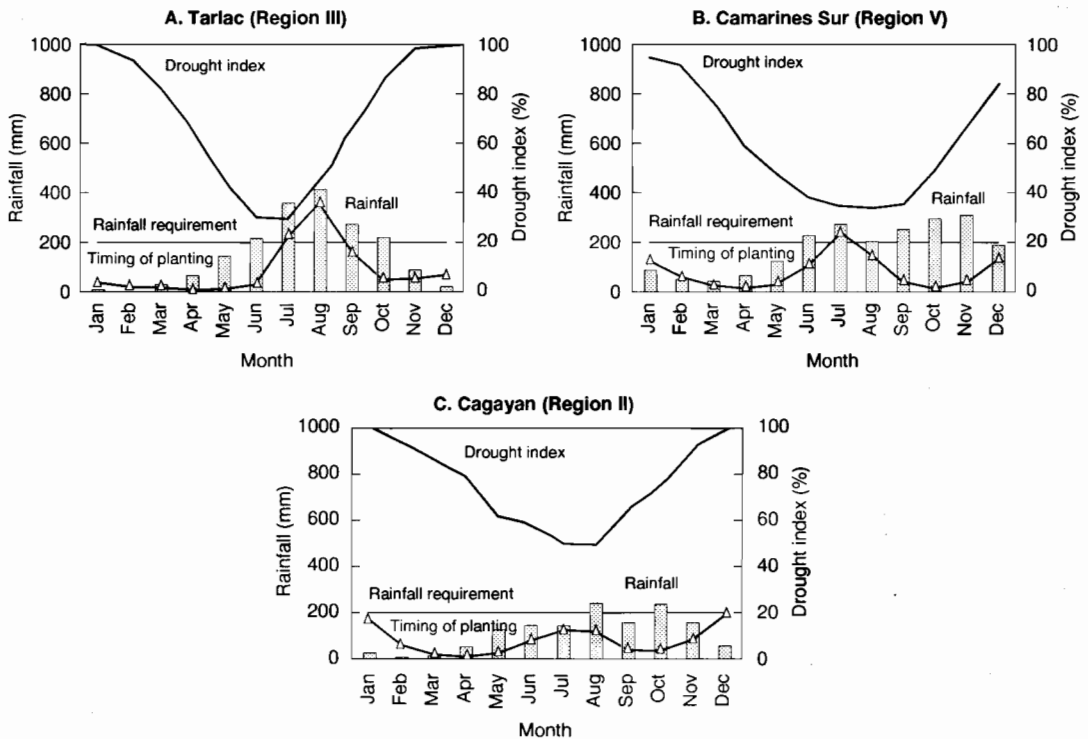 A. Tarlac (Region III)
1000
800
600
400
200
0
Rainfall (mm)
100
80
60
40
20
0
Drought index (%)
Drought index
Rainfall
Rainfall requirement
Timing of planting
Jan Feb Mar Apr May Jun Jul Aug Sep Oct Nov Dec
Month
B. Camarines Sur (Region V)
1000
800
600
400
200
0
Rainfall (mm)
100
80
60
40
20
0
Drought index (%)
Drought index
Rainfall
Rainfall requirement
Timing of planting
Jan Feb Mar Apr May Jun Jul Aug Sep Oct Nov Dec
Month
C. Cagayan (Region II)
1000
800
600
400
200
0
Rainfall (mm)
100
80
60
40
20
0
Drought index (%)
Drought index
Rainfall
Rainfall requirement
Timing of planting
Jan Feb Mar Apr May Jun Jul Aug Sep Oct Nov Dec
Month